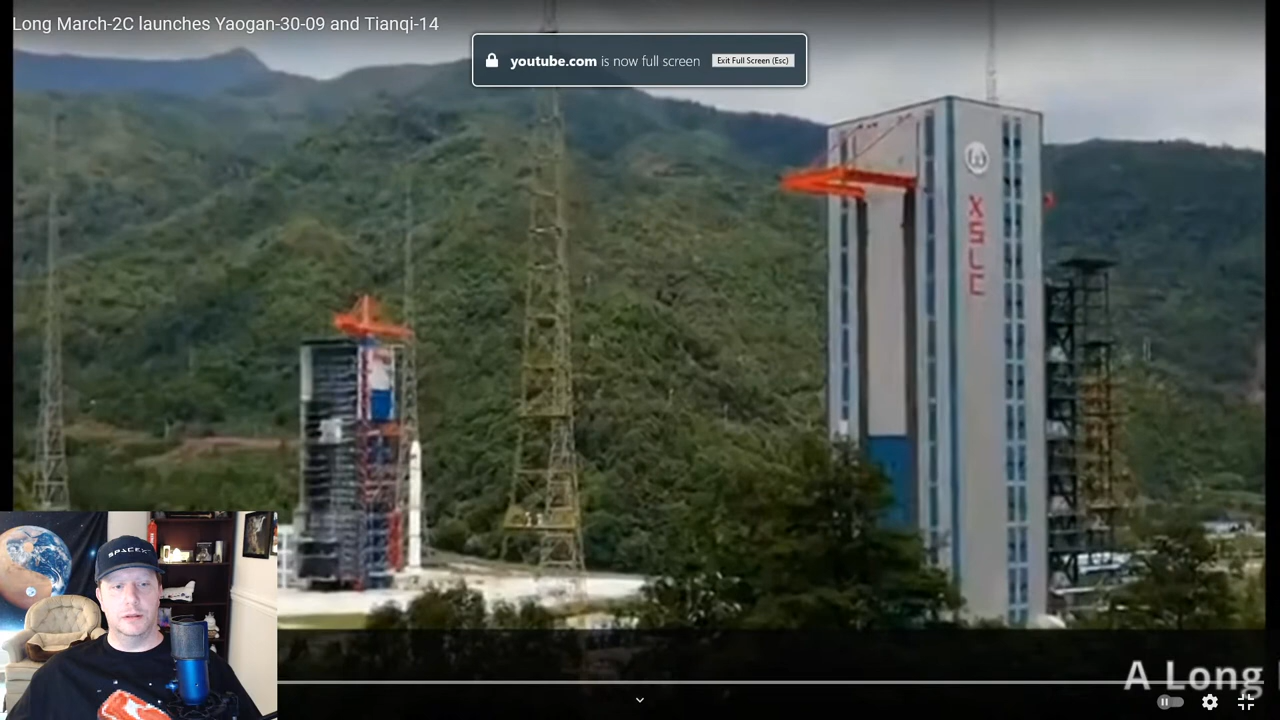 Long March-2C launches Yaogan-30-09 and Tianqi-14
youtube.com is now full screen
Exit Full Screen (Esc)
XSLC
SPACEX
A Long